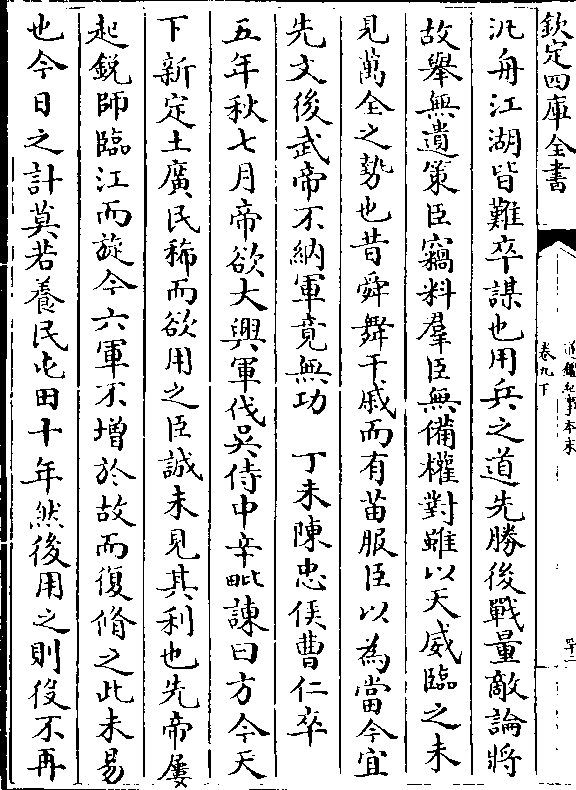 欽定四庫全書
通鑑紀事本末
卷九下
汎舟江湖皆難卒謀也用兵之道先勝後戰量敵論將
故舉無遺策臣竊料羣臣無備權對雖以天威臨之未
見萬全之勢也昔舜舞干戚而有苗服臣以為當今宜
先文後武帝不納軍竟無功　丁未陳忠侯曹仁卒
五年秋七月帝欲大興軍伐吳侍中辛毗諫曰方今天
下新定土廣民稀而欲用之臣誠未見其利也先帝屢
起銳師臨江而旋今六軍不增於故而復脩之此未易
也今日之計莫若養民屯田十年然後用之則役不再